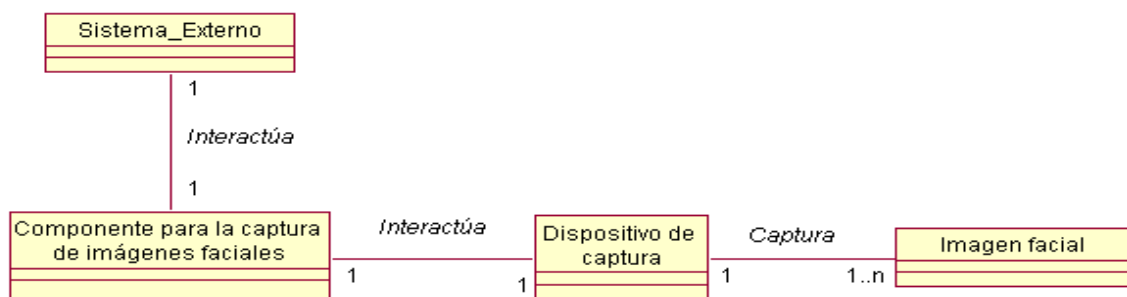 Sistema_Externo
1
Interactúa
1
Componente para la captura
de imágenes faciales
Interactúa
1
1
Dispositivo de
captura
Captura
1
1..n
Imagen facial